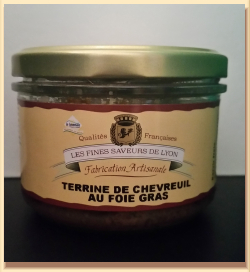 Qualités Françaises
LES FINES SAVEURS DE LYON
Fabrication Artisanale
TERRINE DE CHEVREUIL
AU FOIE GRAS